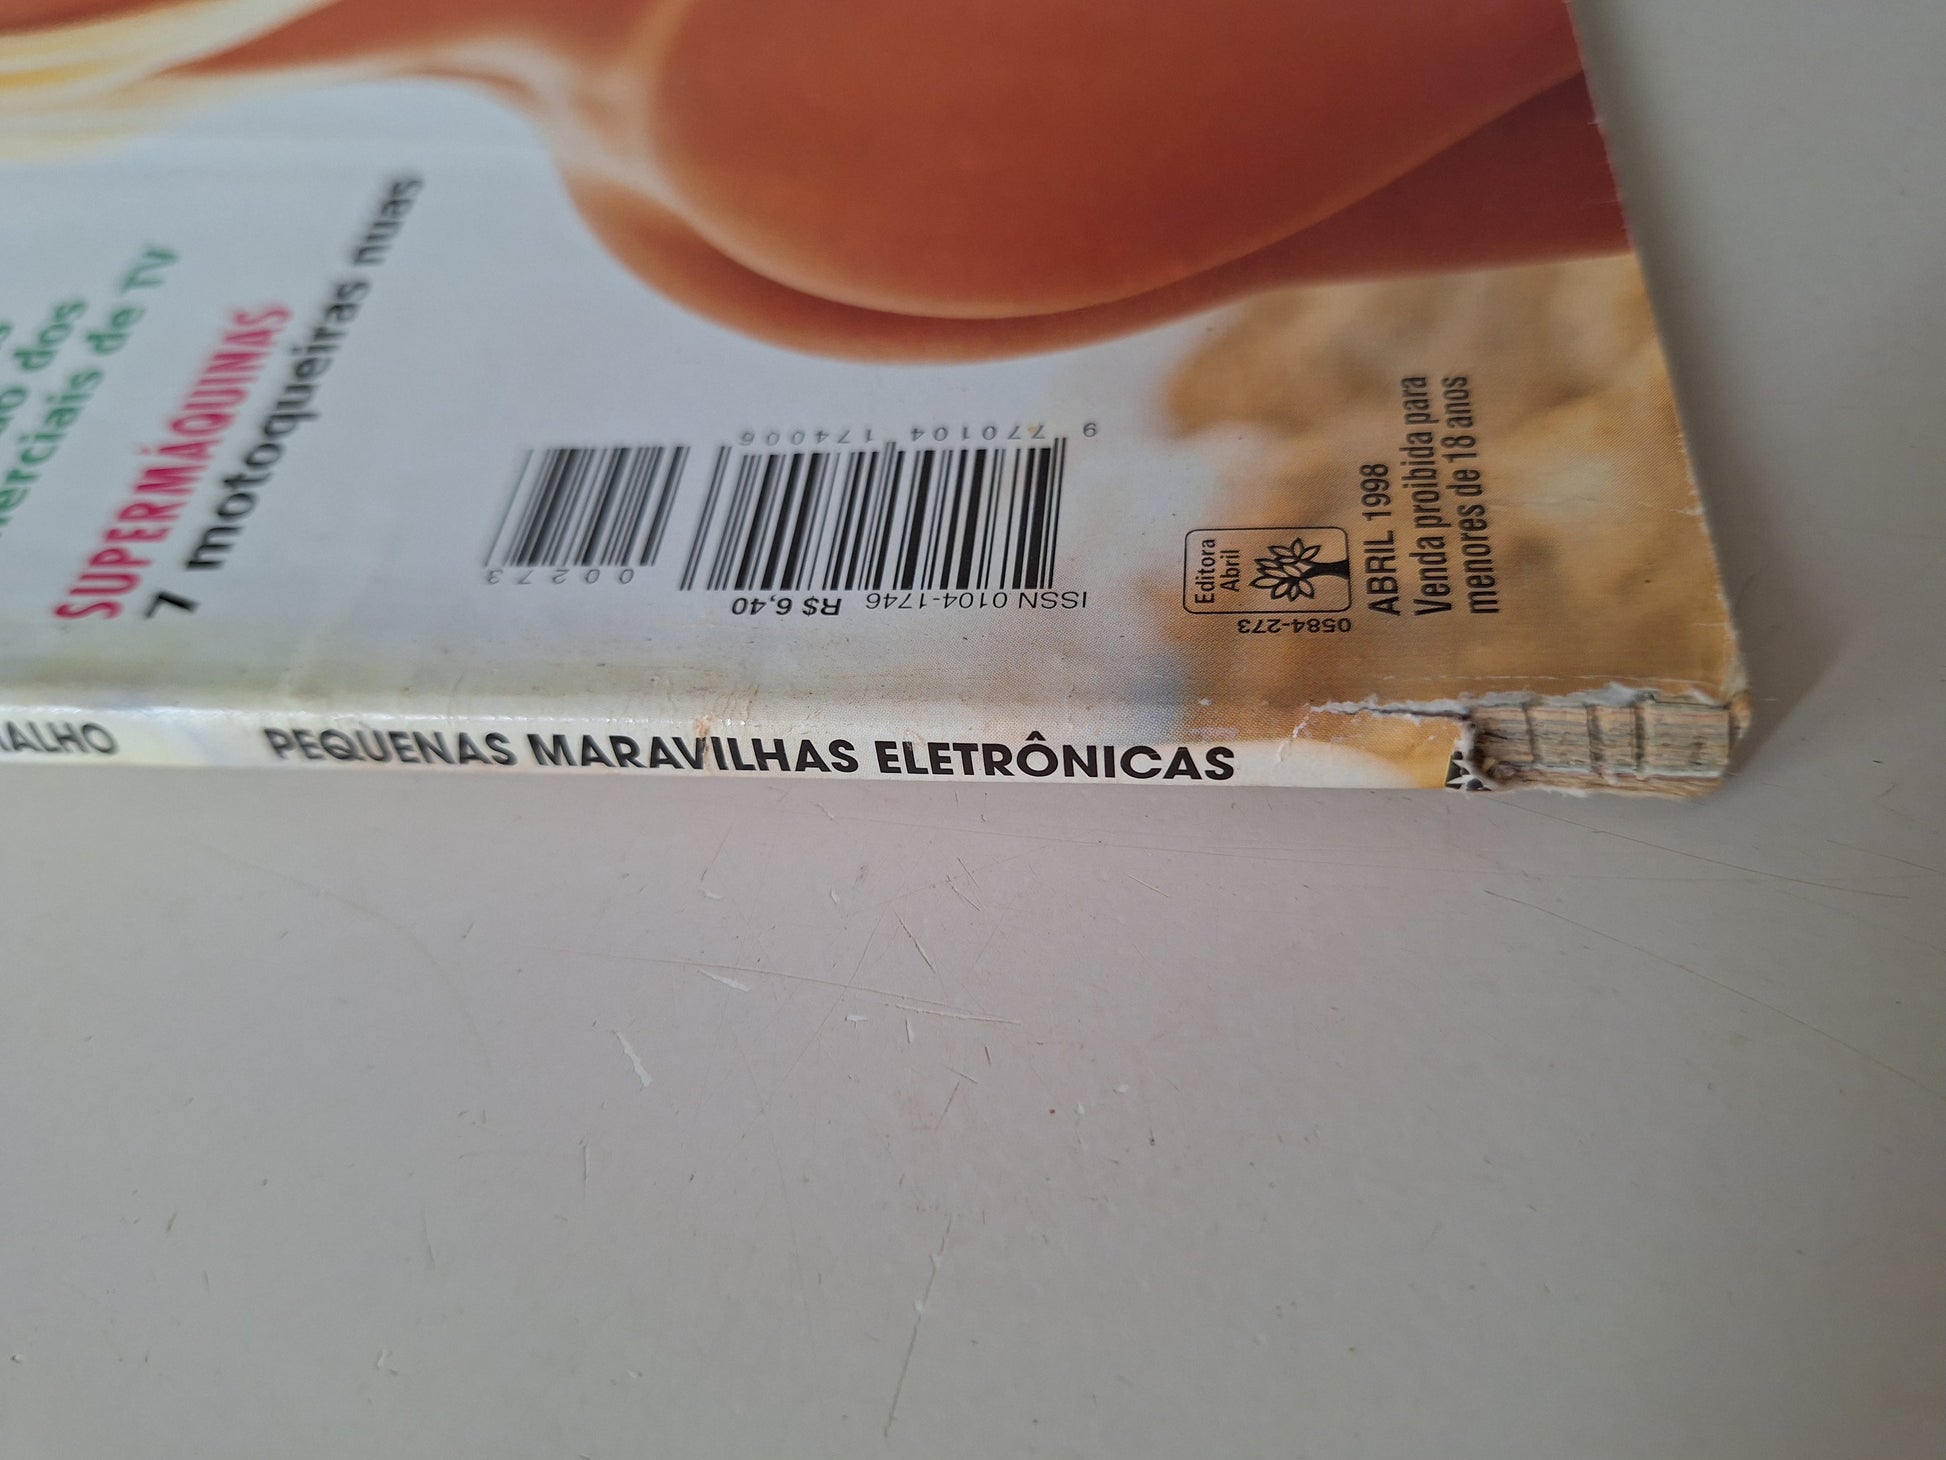 dos
erciais de TV
SUPERMÁQUINAS
7 motoqueiras nuas
00273
9 770104 174006
ISSN 0104-1746 R$ 6,40
Editora
Abril
0584-273
ABRIL 1998
Venda proibida para
menores de 18 anos
ALHO PEQUENAS MARAVILHAS ELETRÔNICAS